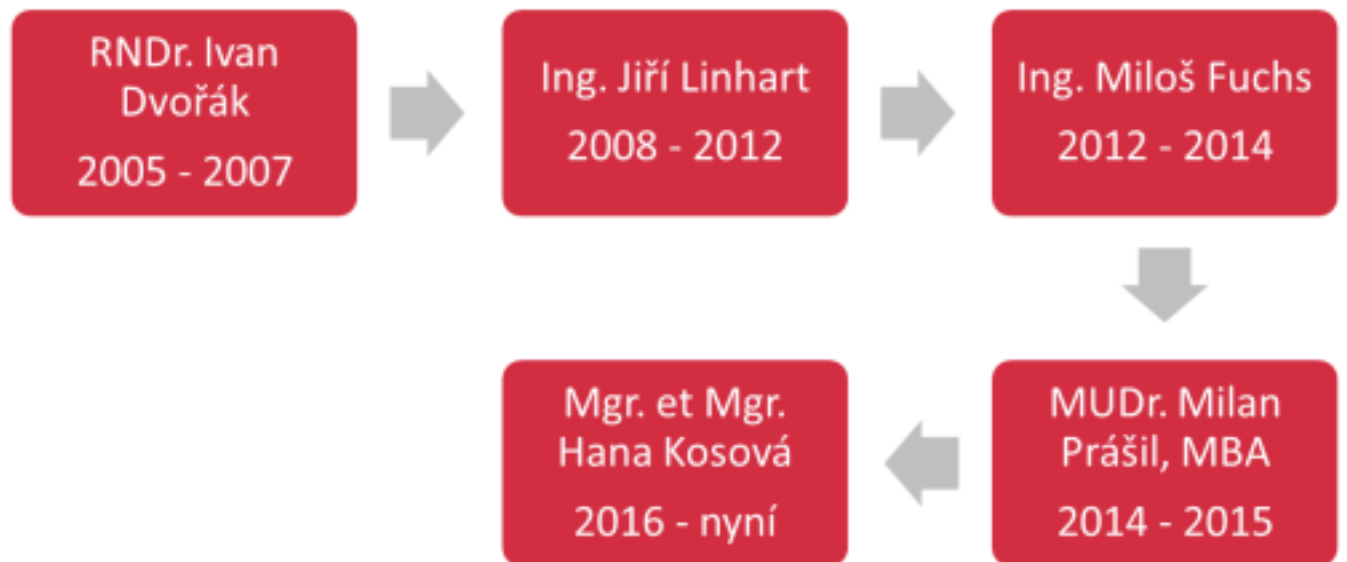 RNDr. Ivan
Dvořák
2005 - 2007
Ing. Jiří Linhart
2008 - 2012
Ing. Miloš Fuchs
2012 - 2014
MUDr. Milan
Prášil, MBA
2014 - 2015
Mgr. et Mgr.
Hana Kosová
2016 - nyní